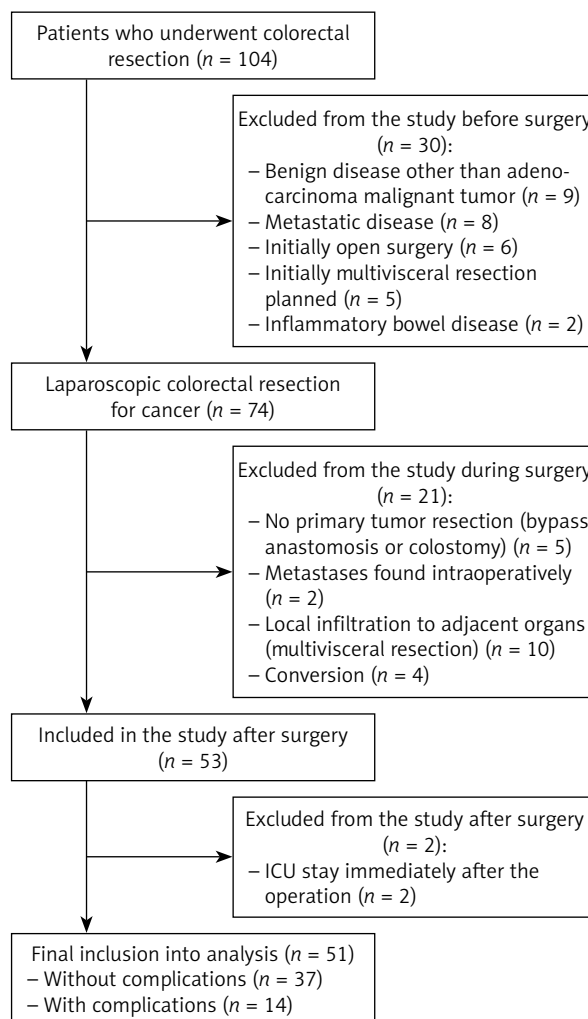 Patients who underwent colorectal
resection (n = 104)
Excluded from the study before surgery
(n = 30):
– Benign disease other than adeno-
carcinoma malignant tumor (n = 9)
– Metastatic disease (n = 8)
– Initially open surgery (n = 6)
– Initially multivisceral resection
planned (n = 5)
– Inflammatory bowel disease (n = 2)
Laparoscopic colorectal resection
for cancer (n = 74)
Excluded from the study during surgery
(n = 21):
– No primary tumor resection (bypass
anastomosis or colostomy) (n = 5)
– Metastases found intraoperatively
(n = 2)
– Local infiltration to adjacent organs
(multivisceral resection) (n = 10)
– Conversion (n = 4)
Included in the study after surgery
(n = 53)
Excluded from the study after surgery
(n = 2):
– ICU stay immediately after the
operation (n = 2)
Final inclusion into analysis (n = 51)
– Without complications (n = 37)
– With complications (n = 14)